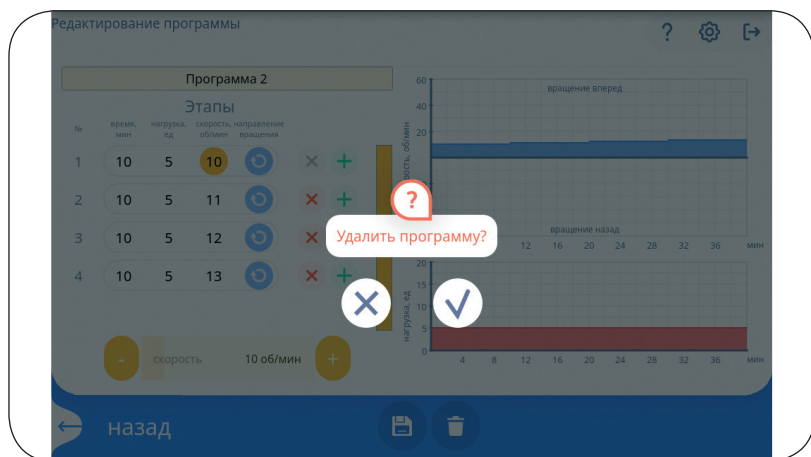 Редактирование программы
?
Программа 2
Этапы
№ время, мин нагрузка, ед скорость, об/мин направление вращения
1 10 5 10
2 10 5 11
3 10 5 12
4 10 5 13
- скорость 10 об/мин +
60
вращение вперед
40
20
вращение назад
12 16 20 24 28 32 36 мин
?
Удалить программу?
нагрузка, ед
20
15
10
5
0
4 8 12 16 20 24 28 32 36 мин
назад